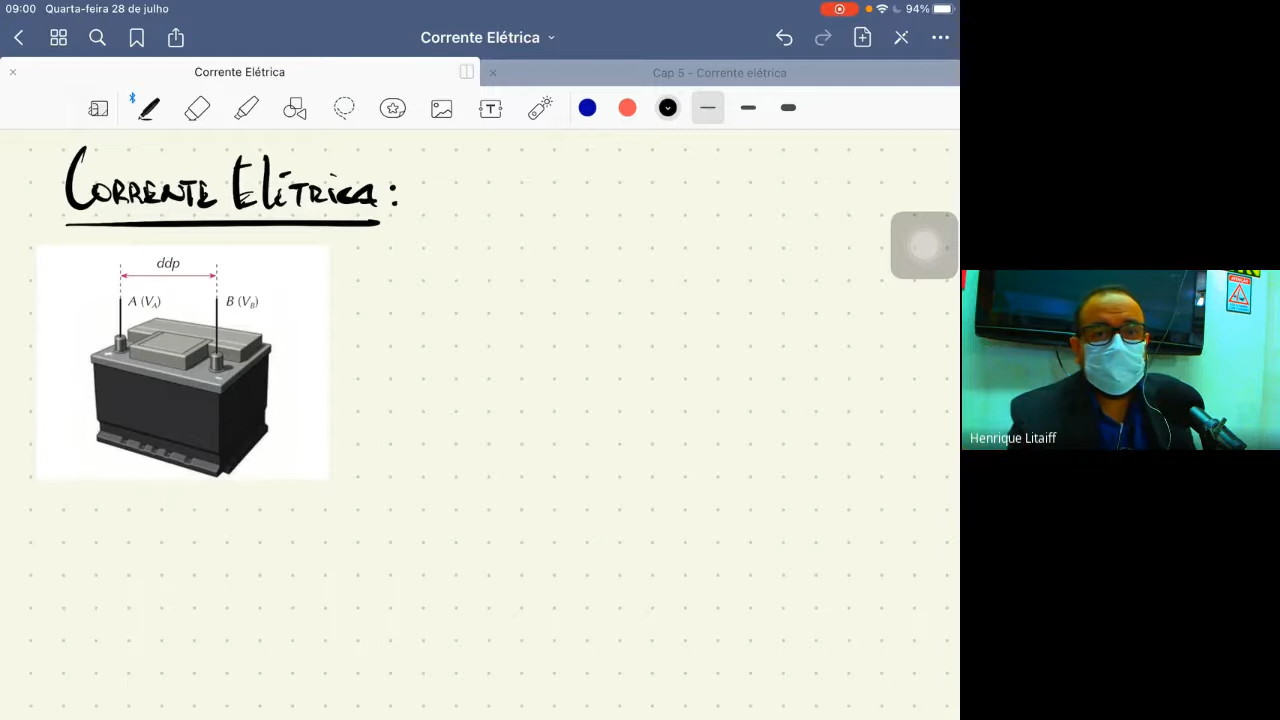 09:00 Quarta-feira 28 de julho
94%
Corrente Elétrica
Corrente Elétrica
Cap 5 - Corrente elétrica
T
CORRENTE ELÉTRICA:
ddp
A (VA) B (VB)
Henrique Litaiff